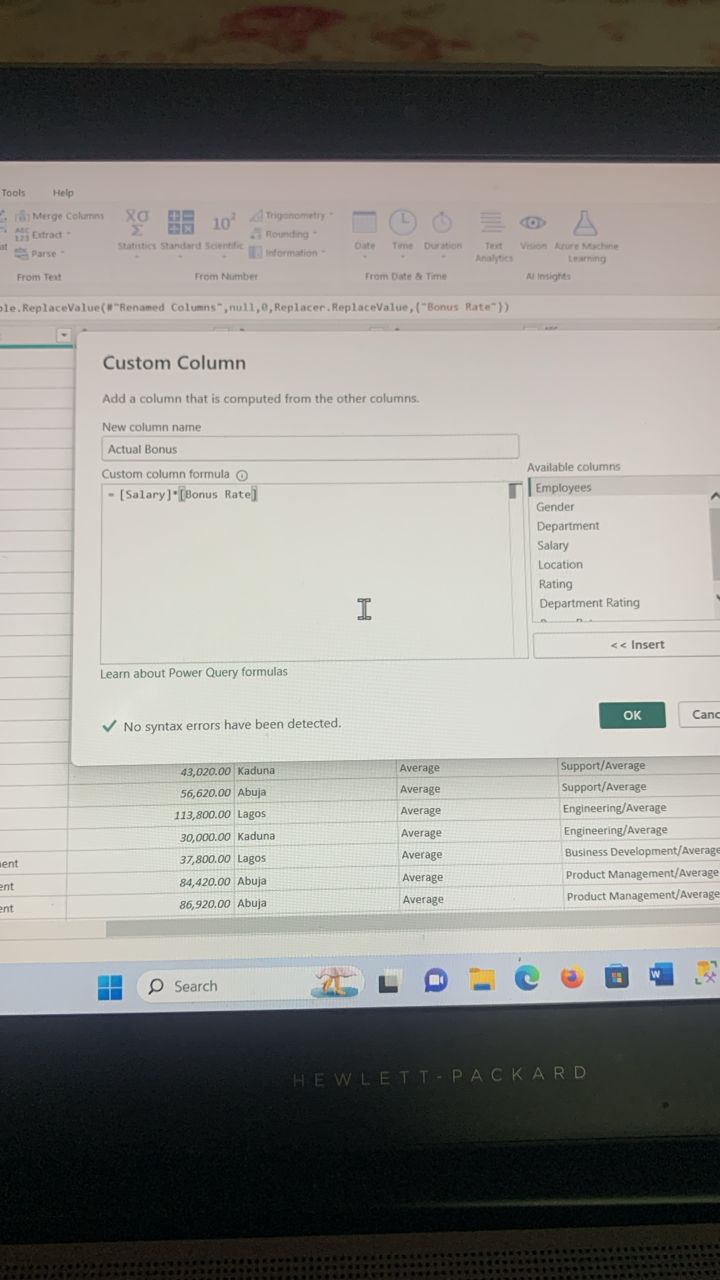 Tools Help
Merge Columns
Extract
Parse
From Text
Statistics Standard Scientific
10²
Trigonometry
Rounding
Information
From Number
Date Time Duration
From Date & Time
Text Analytics
Vision
Azure Machine Learning
AI Insights
ble.ReplaceValue(#"Renamed Columns",null,0,Replacer.ReplaceValue,{"Bonus Rate"})
Custom Column
Add a column that is computed from the other columns.
New column name
Actual Bonus
Custom column formula
= [Salary]*[Bonus Rate]
Available columns
Employees
Gender
Department
Salary
Location
Rating
Department Rating
<< Insert
Learn about Power Query formulas
No syntax errors have been detected.
OK
Canc
43,020.00 Kaduna Average Support/Average
56,620.00 Abuja Average Support/Average
113,800.00 Lagos Average Engineering/Average
30,000.00 Kaduna Average Engineering/Average
ment 37,800.00 Lagos Average Business Development/Average
ent 84,420.00 Abuja Average Product Management/Average
ent 86,920.00 Abuja Average Product Management/Average
Search
W
HEWLETT-PACKARD